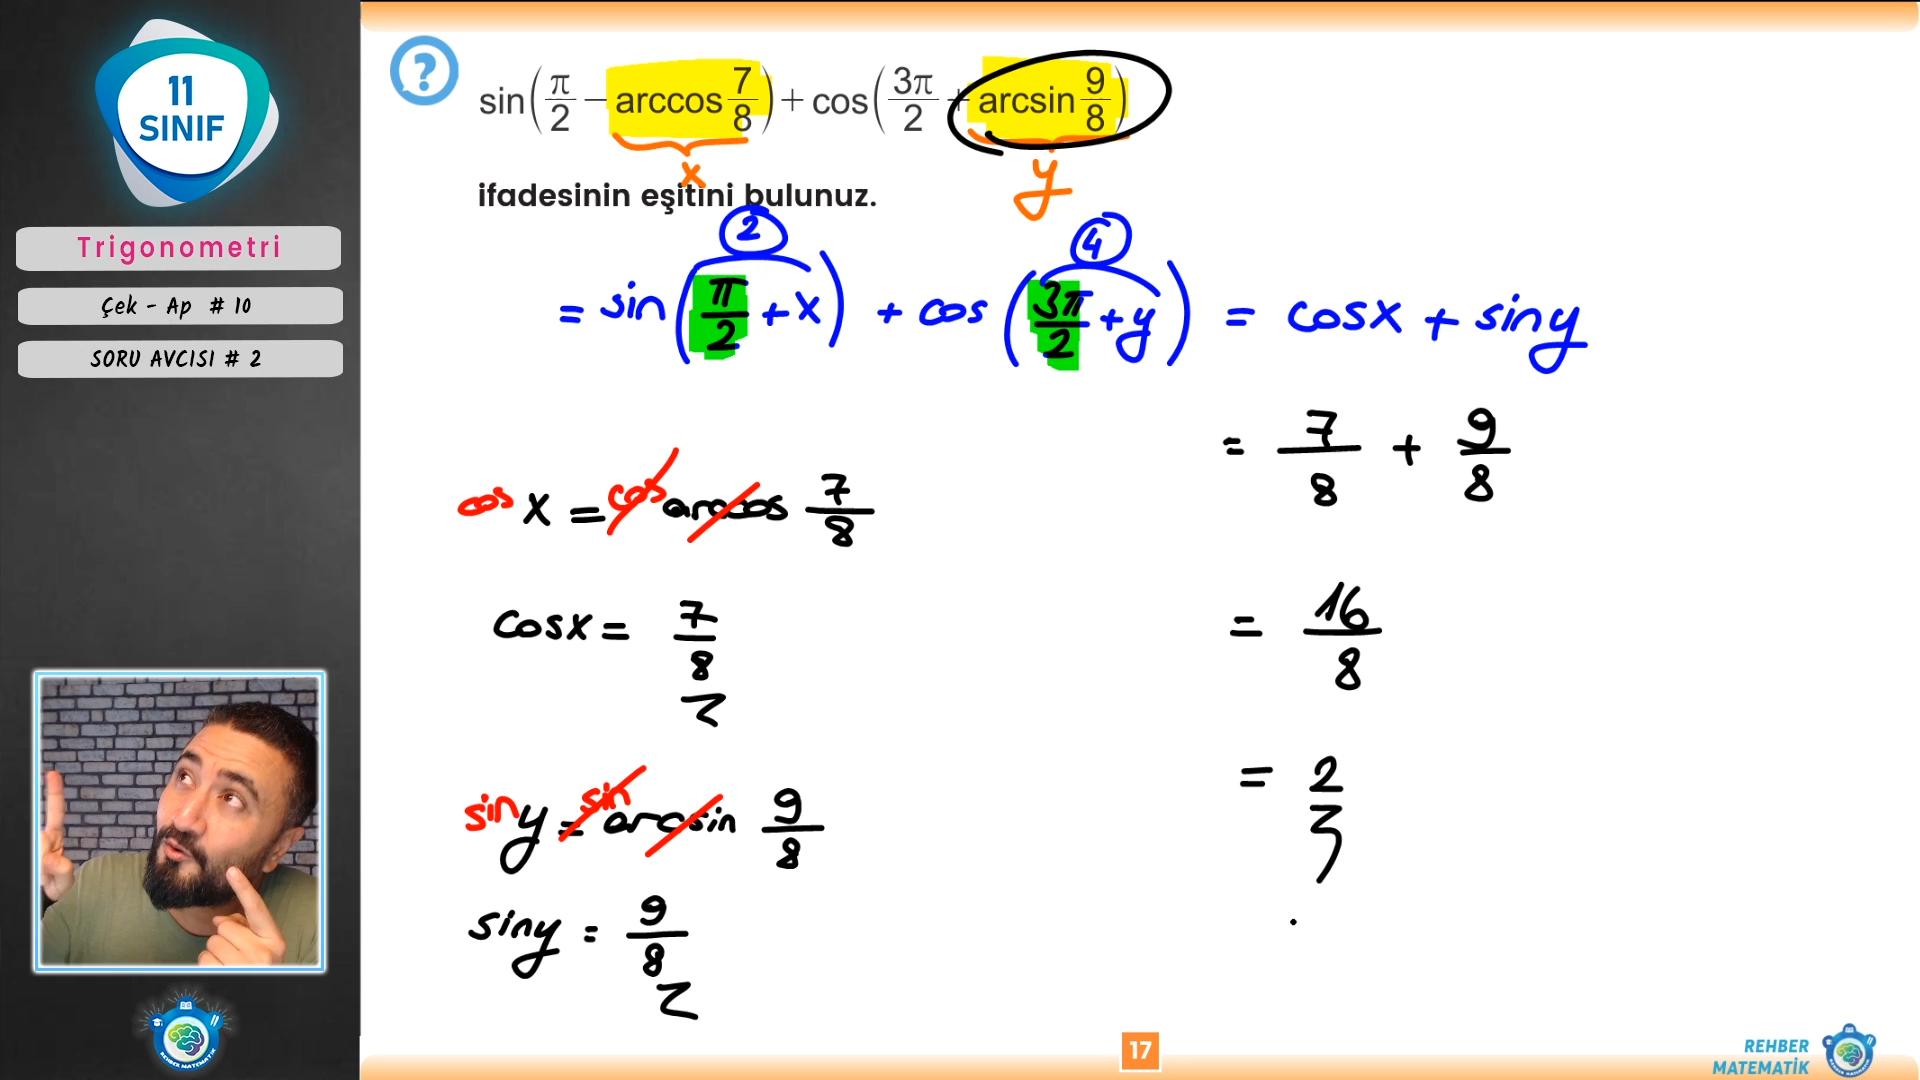 11
SINIF
Trigonometri
Çek - Ap # 10
SORU AVCISI # 2
?
sin(π/2 − arccos 7/8) + cos(3π/2 + arcsin 9/8)
x
y
ifadesinin eşitini bulunuz.
2
4
= sin(π/2 + x) + cos(3π/2 + y) = cosx + siny
= 7/8 + 9/8
cos x = cos arccos 7/8
cosx = 7/8
= 16/8
sin y = sin arcsin 9/8
= 2
siny = 9/8
17
REHBER
MATEMATİK
REHBER MATEMATİK